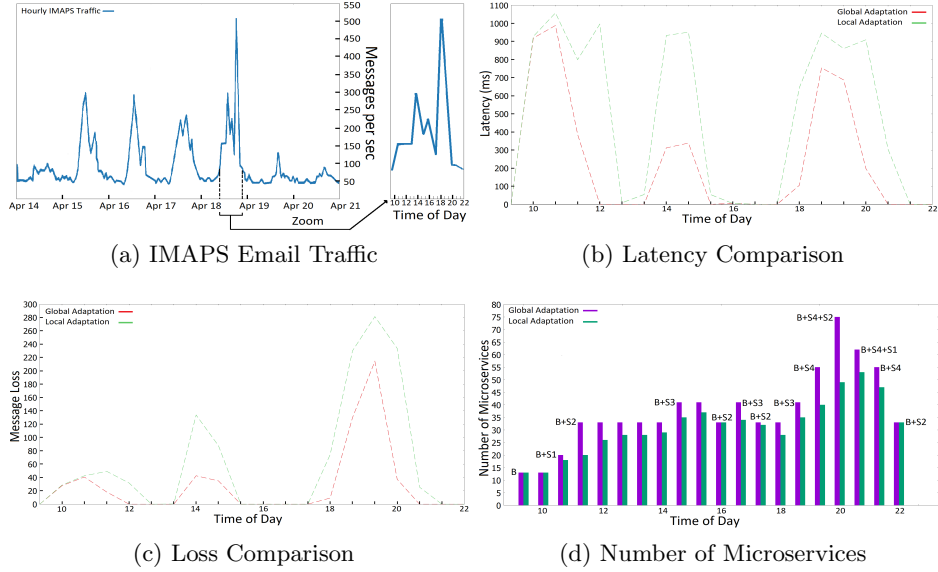 Hourly IMAPS Traffic
550
500
450
400
350
300
250
200
150
100
50
Messages per sec
Apr 14 Apr 15 Apr 16 Apr 17 Apr 18 Apr 19 Apr 20 Apr 21
Zoom
10 12 14 16 18 20 22
Time of Day
(a) IMAPS Email Traffic
Global Adaptation
Local Adaptation
1100
1000
900
800
700
600
500
400
300
200
100
0
Latency (ms)
10 12 14 16 18 20 22
Time of Day
(b) Latency Comparison
Global Adaptation
Local Adaptation
300
280
260
240
220
200
180
160
140
120
100
80
60
40
20
0
Message Loss
10 12 14 16 18 20 22
Time of Day
(c) Loss Comparison
Global Adaptation
Local Adaptation
80
75
70
65
60
55
50
45
40
35
30
25
20
15
10
5
0
Number of Microservices
B
B+S1
B+S2
B+S3
B+S2
B+S3
B+S2
B+S3
B+S4
B+S4+S2
B+S4+S1
B+S4
B+S2
10 12 14 16 18 20 22
Time of Day
(d) Number of Microservices